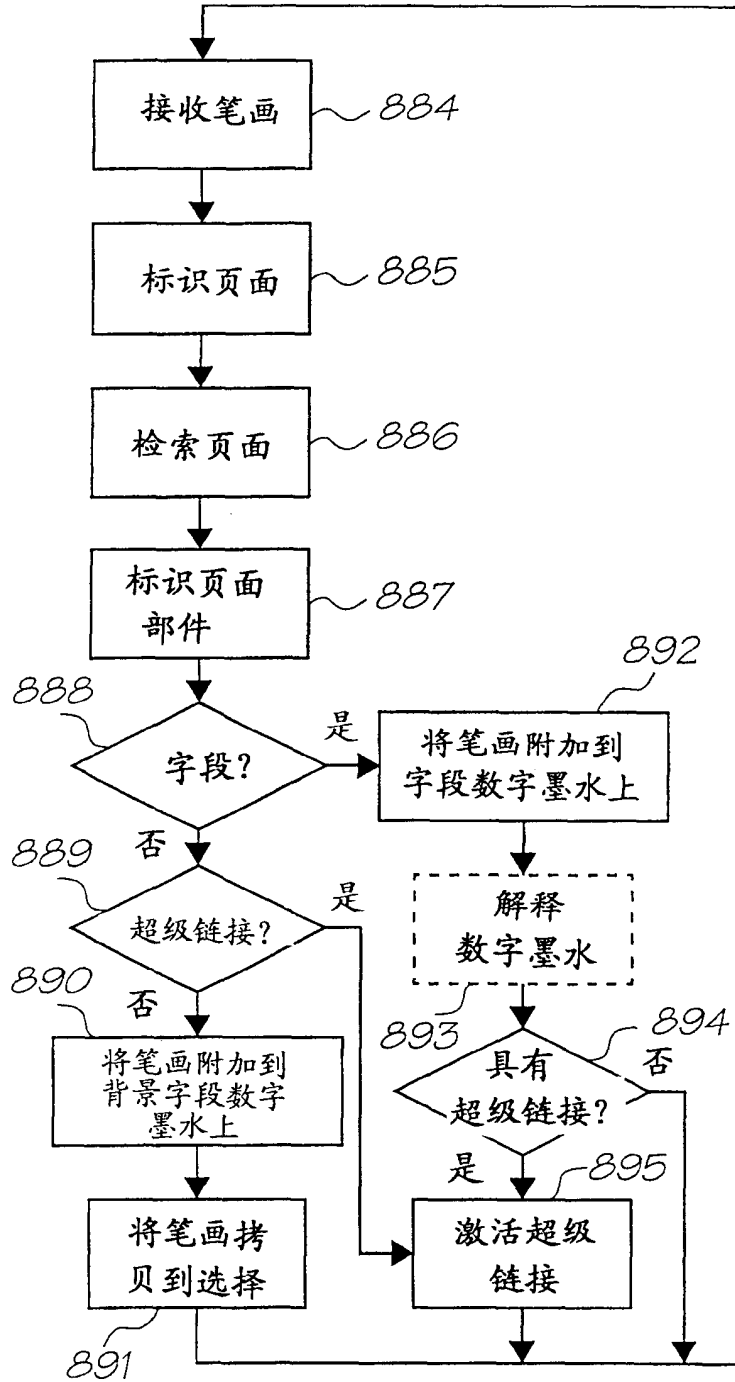 接收笔画
884
标识页面
885
检索页面
886
标识页面
部件
887
888
字段?
是
892
将笔画附加到
字段数字墨水上
否
889
超级链接?
是
解释
数字墨水
893
890
否
将笔画附加到
背景字段数字
墨水上
894
具有
超级链接?
否
是
895
将笔画拷
贝到选择
891
激活超级
链接